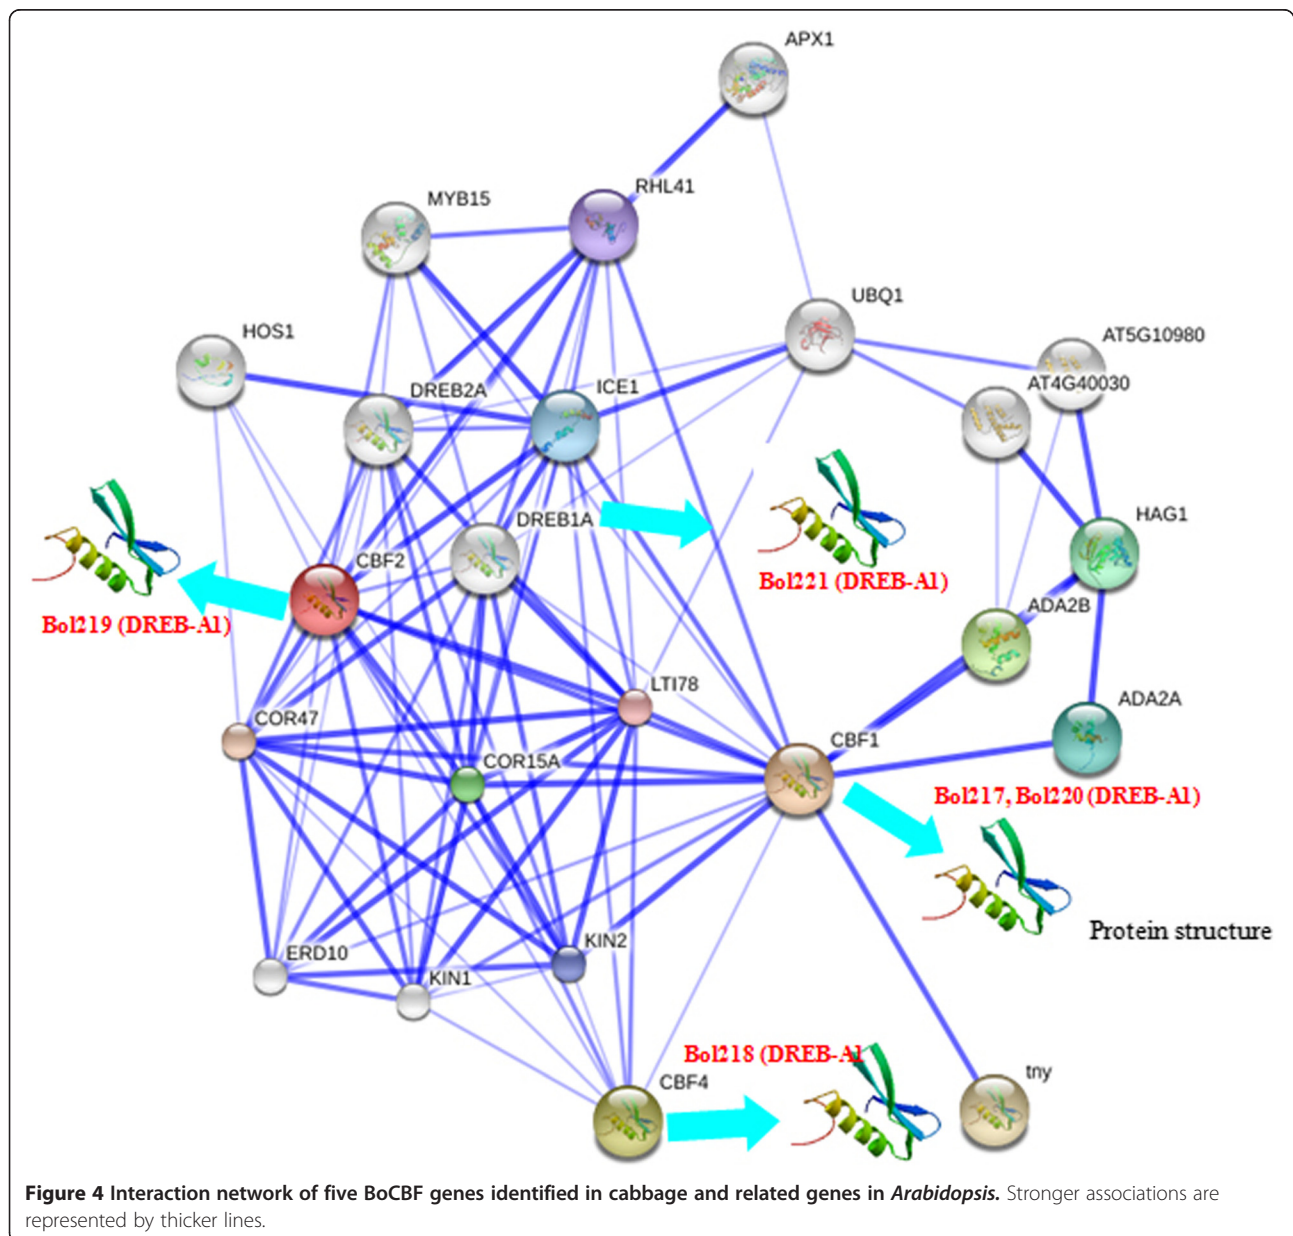 APX1
RHL41
MYB15
UBQ1
HOS1
AT5G10980
DREB2A
ICE1
AT4G40030
HAG1
DREB1A
CBF2
Bol221 (DREB-A1)
ADA2B
Bol219 (DREB-A1)
LTI78
ADA2A
COR47
CBF1
COR15A
Bol217, Bol220 (DREB-A1)
Protein structure
KIN2
ERD10
KIN1
Bol218 (DREB-A1
CBF4
tny
Figure 4 Interaction network of five BoCBF genes identified in cabbage and related genes in Arabidopsis. Stronger associations are
represented by thicker lines.